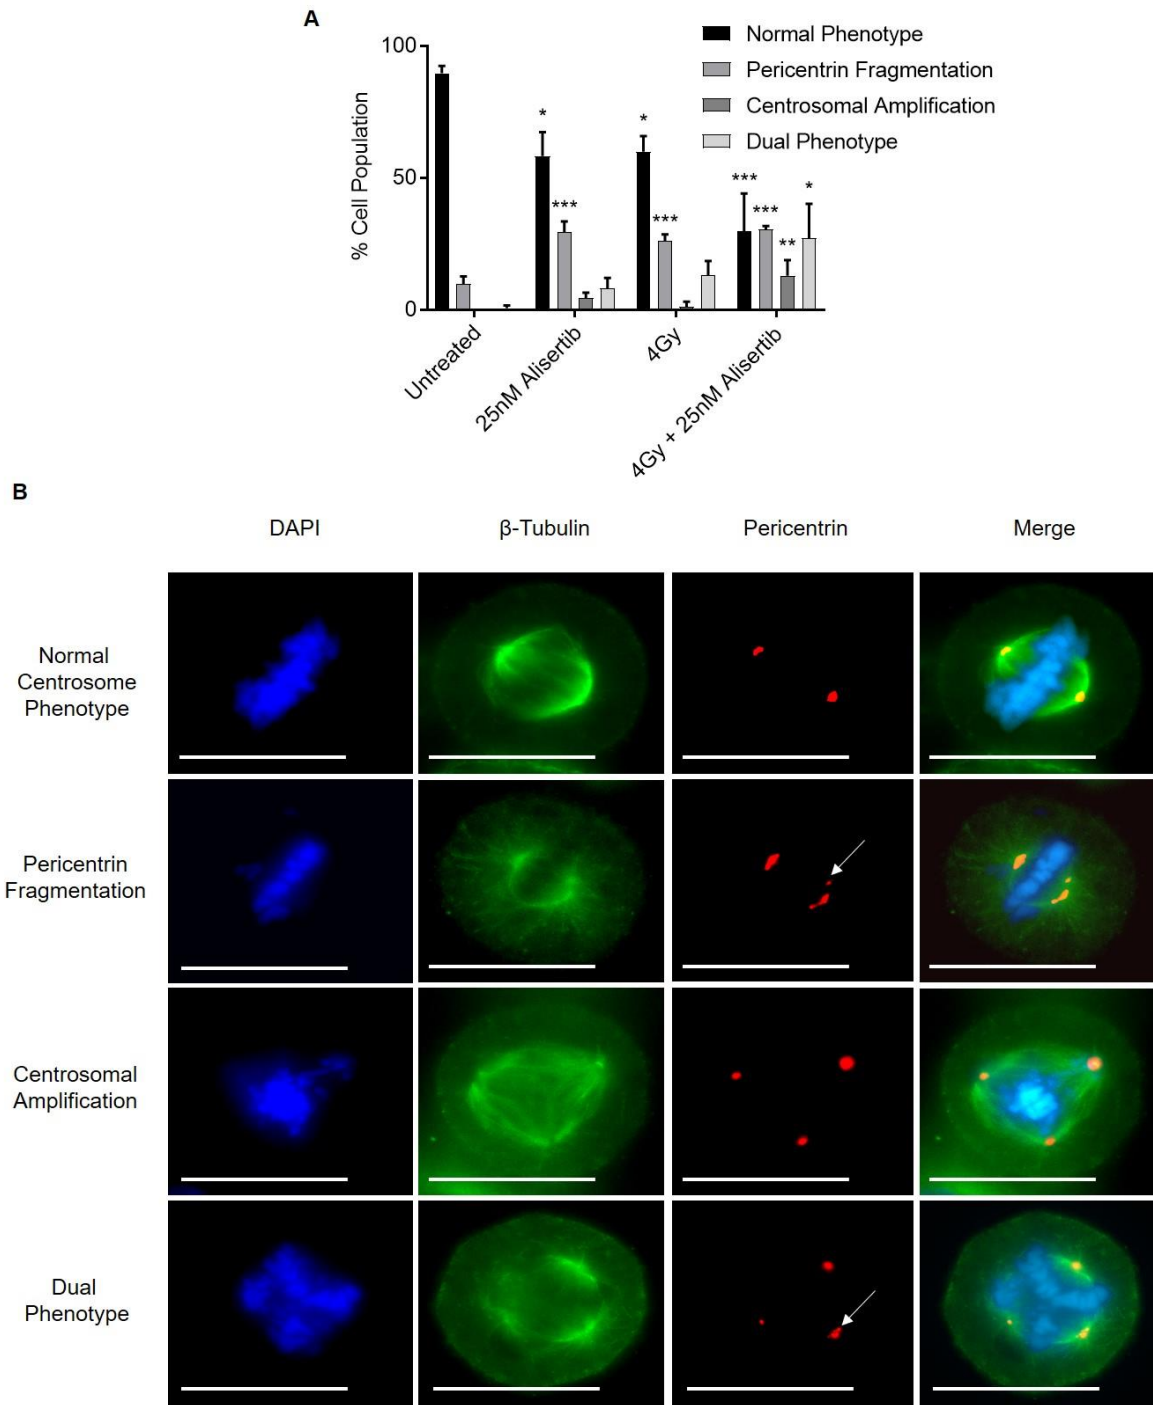 A
Normal Phenotype
Pericentrin Fragmentation
Centrosomal Amplification
Dual Phenotype
% Cell Population
100
50
0
*
***
*
***
***
***
**
*
Untreated
25nM Alisertib
4Gy
4Gy + 25nM Alisertib
B
DAPI
β-Tubulin
Pericentrin
Merge
Normal
Centrosome
Phenotype
Pericentrin
Fragmentation
Centrosomal
Amplification
Dual
Phenotype